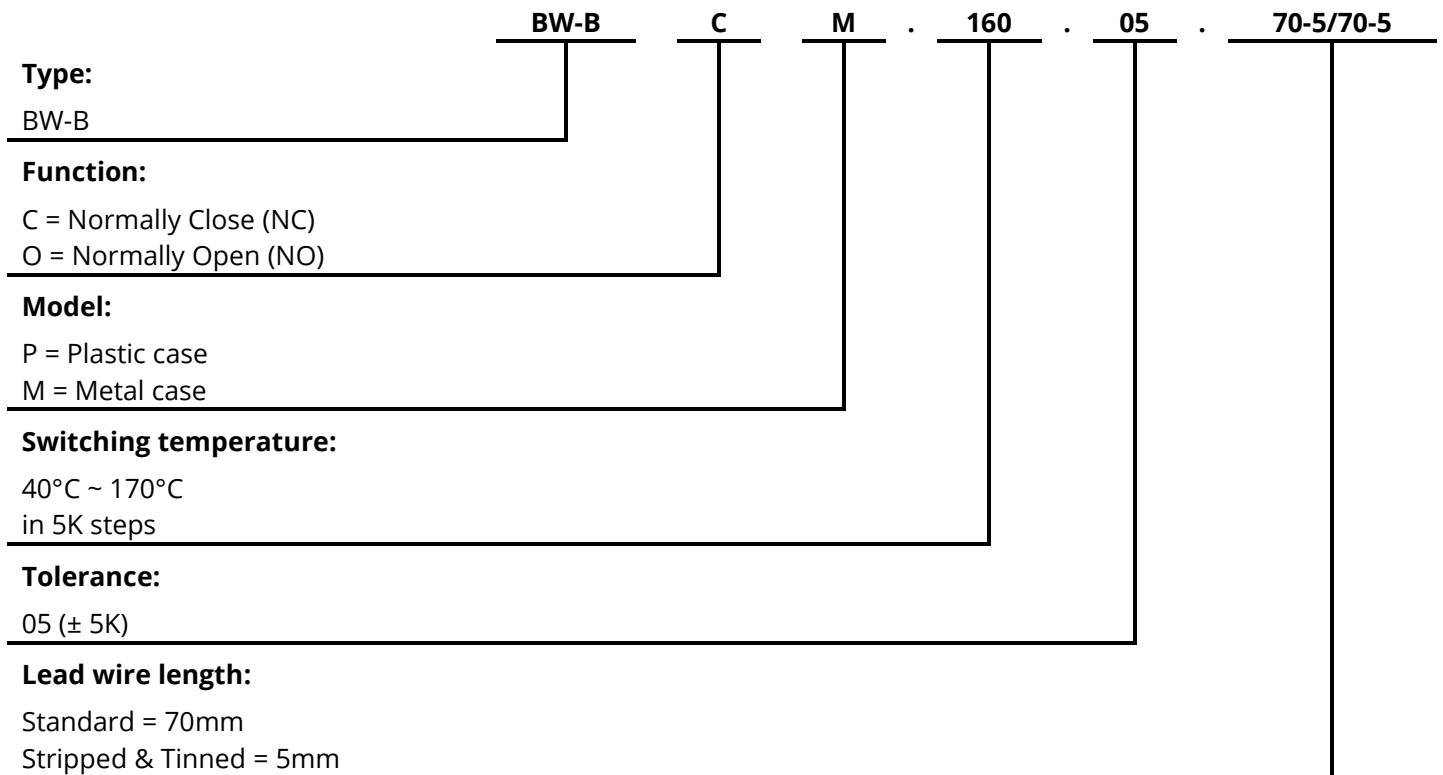 BW-B C M . 160 . 05 . 70-5/70-5
Type:
BW-B
Function:
C = Normally Close (NC)
O = Normally Open (NO)
Model:
P = Plastic case
M = Metal case
Switching temperature:
40°C ~ 170°C
in 5K steps
Tolerance:
05 (± 5K)
Lead wire length:
Standard = 70mm
Stripped & Tinned = 5mm